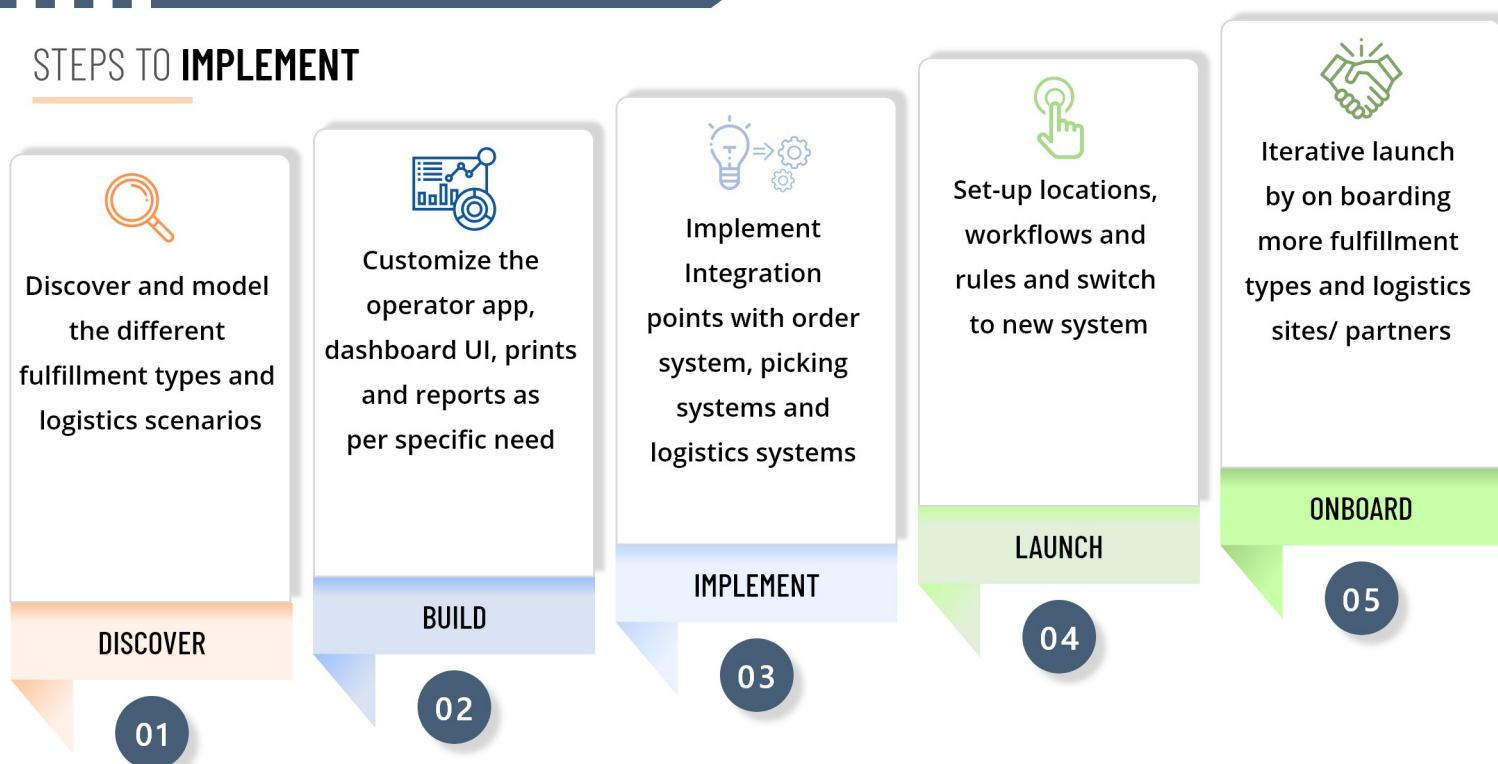 STEPS TO IMPLEMENT
Discover and model
the different
fulfillment types and
logistics scenarios
DISCOVER
01
Customize the
operator app,
dashboard UI, prints
and reports as
per specific need
BUILD
02
Implement
Integration
points with order
system, picking
systems and
logistics systems
IMPLEMENT
03
Set-up locations,
workflows and
rules and switch
to new system
LAUNCH
04
Iterative launch
by on boarding
more fulfillment
types and logistics
sites/ partners
ONBOARD
05